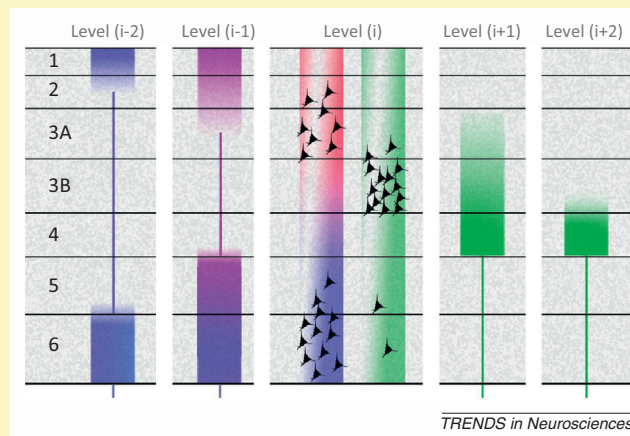 Level (i-2) Level (i-1) Level (i) Level (i+1) Level (i+2)
1
2
3A
3B
4
5
6
TRENDS in Neurosciences